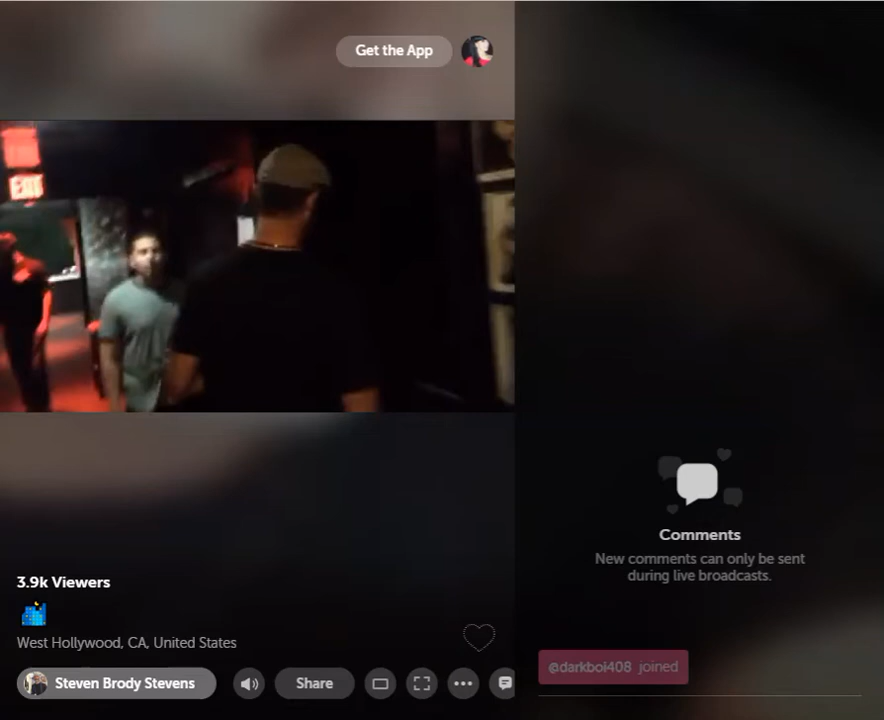 Get the App
EXIT
3.9k Viewers
West Hollywood, CA, United States
Steven Brody Stevens
Share
Comments
New comments can only be sent
during live broadcasts.
@darkboi408 joined